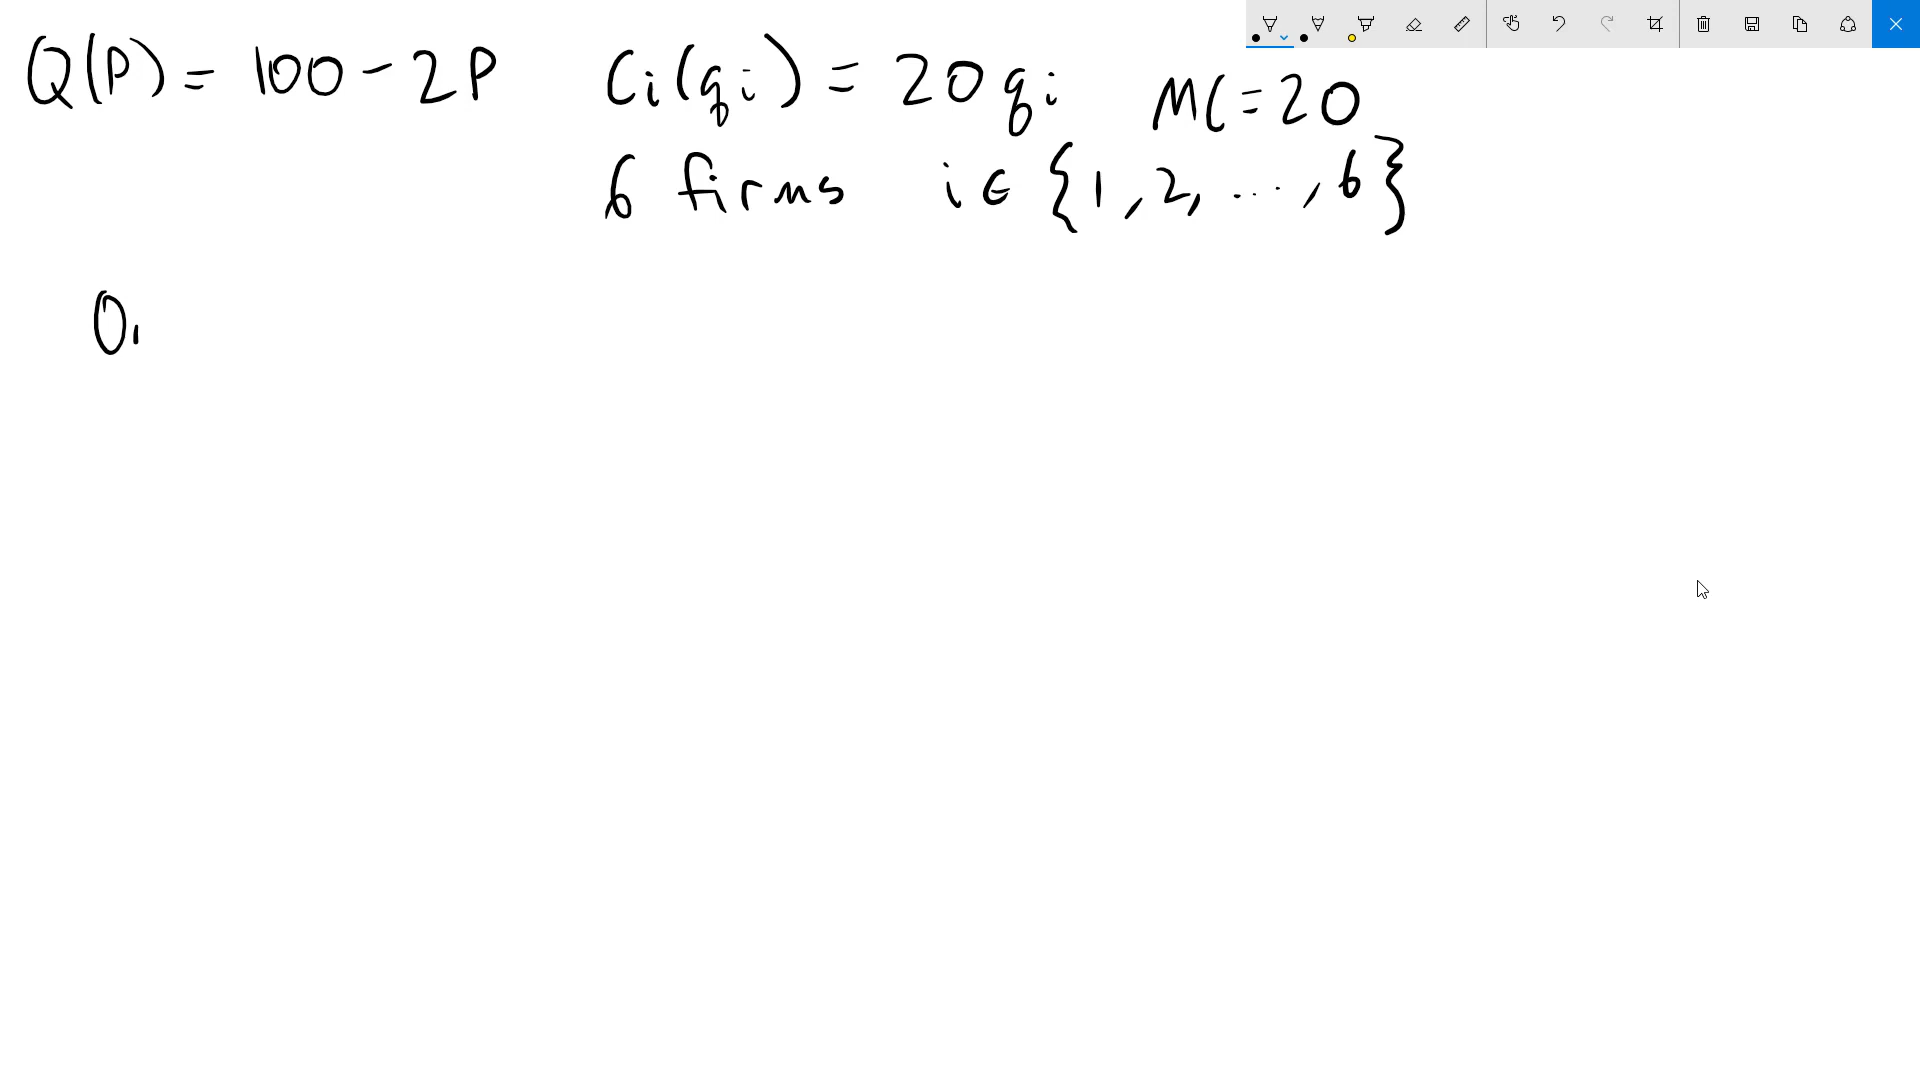 Q(P) = 100 - 2P   Ci(qi) = 20qi   MC = 20
6 firms   i ∈ {1, 2, ..., 6}